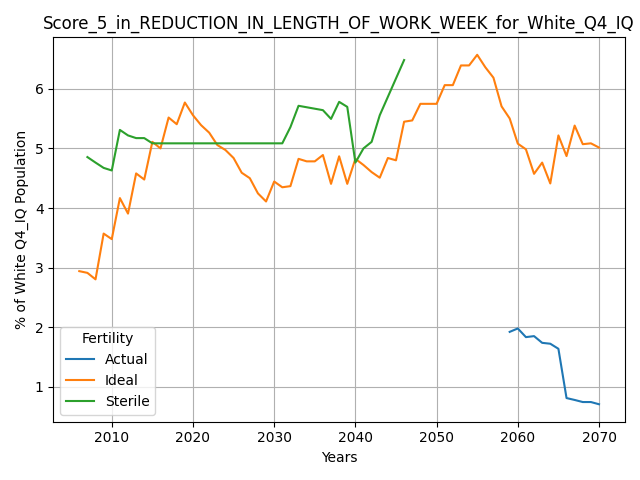 Score_5_in_REDUCTION_IN_LENGTH_OF_WORK_WEEK_for_White_Q4_IQ
% of White Q4_IQ Population
6
5
4
3
2
1
Fertility
Actual
Ideal
Sterile
2010 2020 2030 2040 2050 2060 2070
Years